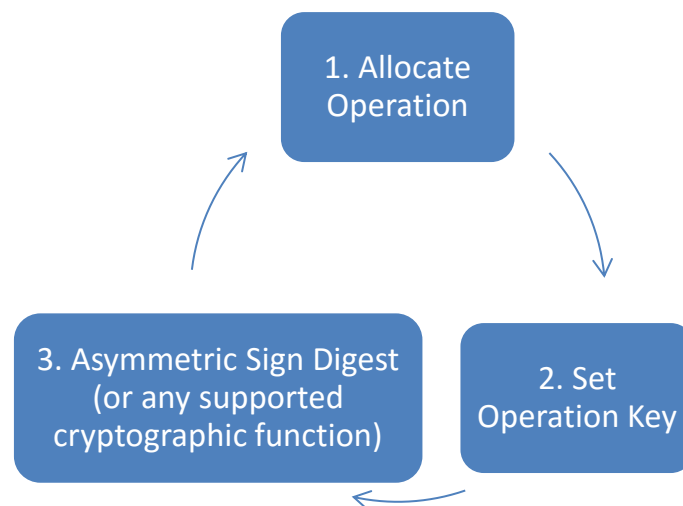 1. Allocate
Operation
2. Set
Operation Key
3. Asymmetric Sign Digest
(or any supported
cryptographic function)